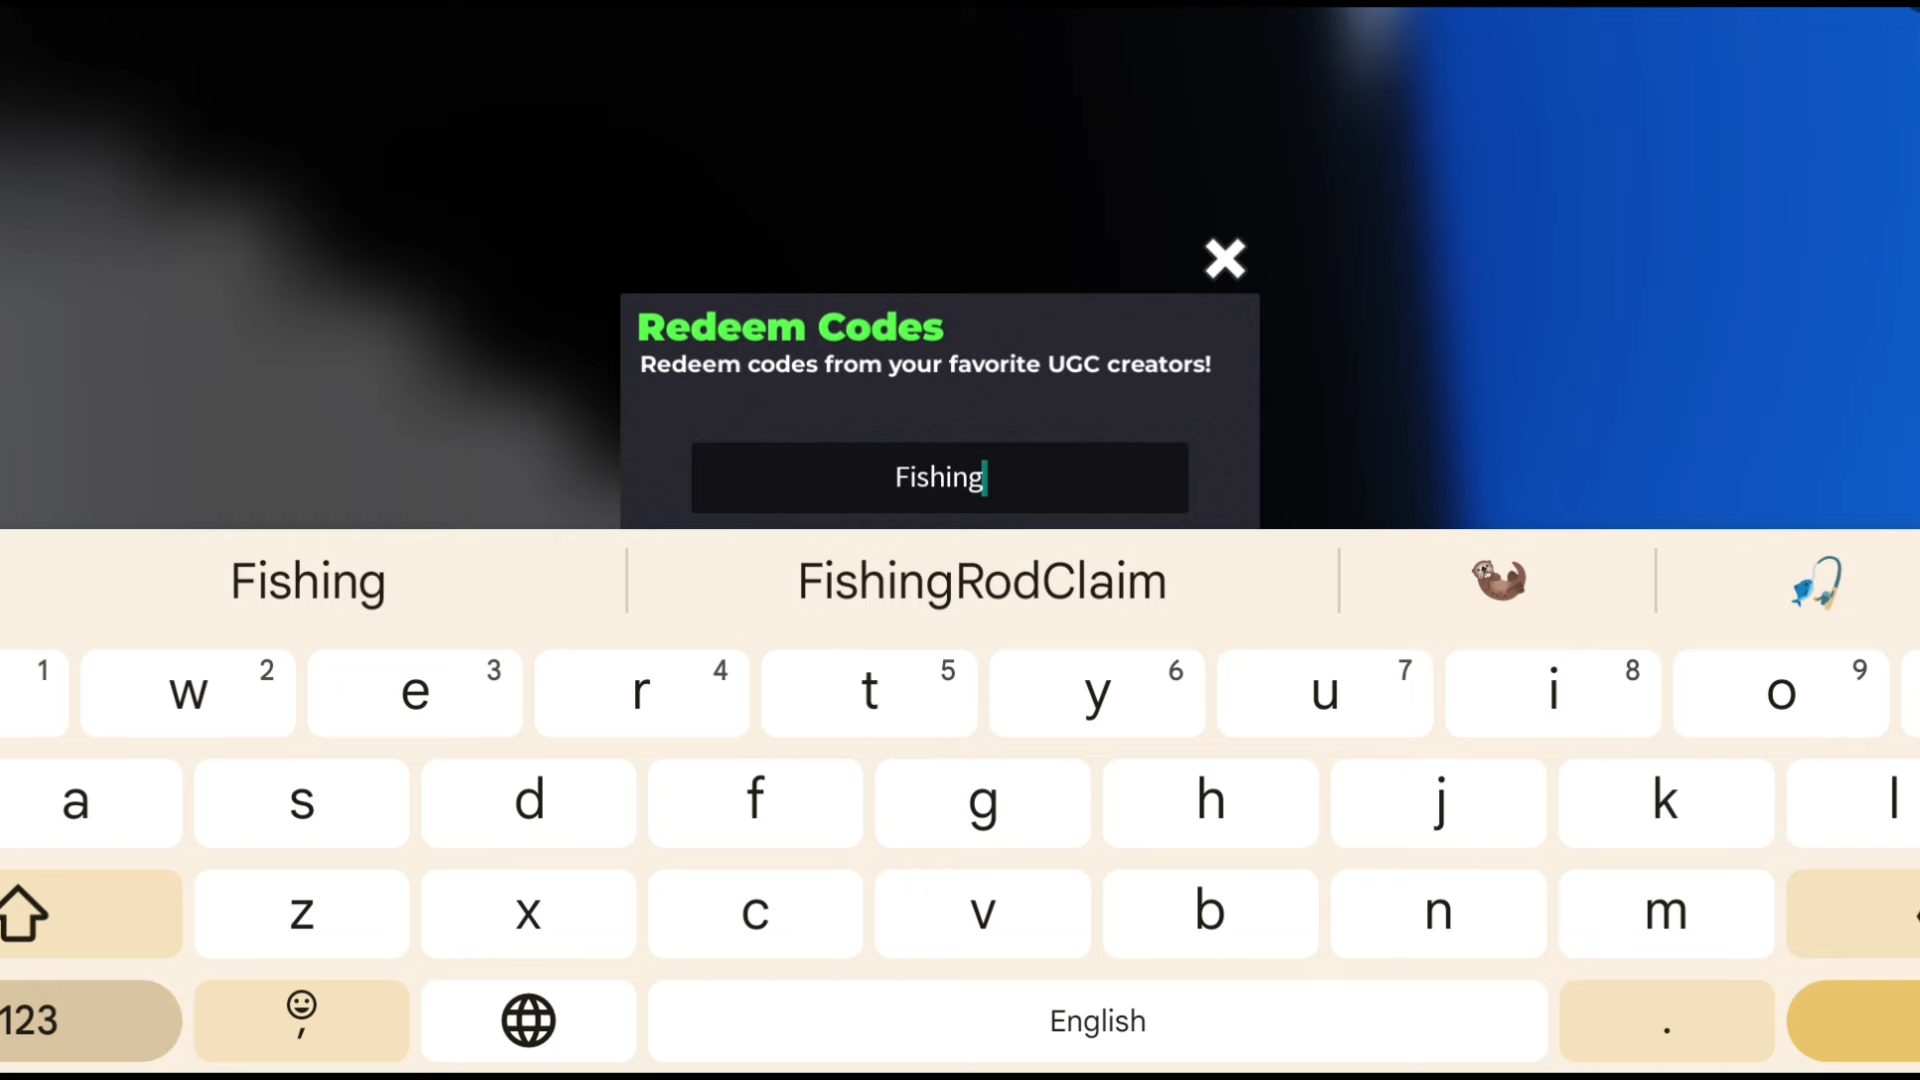 Redeem Codes
Redeem codes from your favorite UGC creators!
Fishing
Fishing FishingRodClaim
1 w 2 e 3 r 4 t 5 y 6 u 7 i 8 o 9
a s d f g h j k l
z x c v b n m
123 , English .